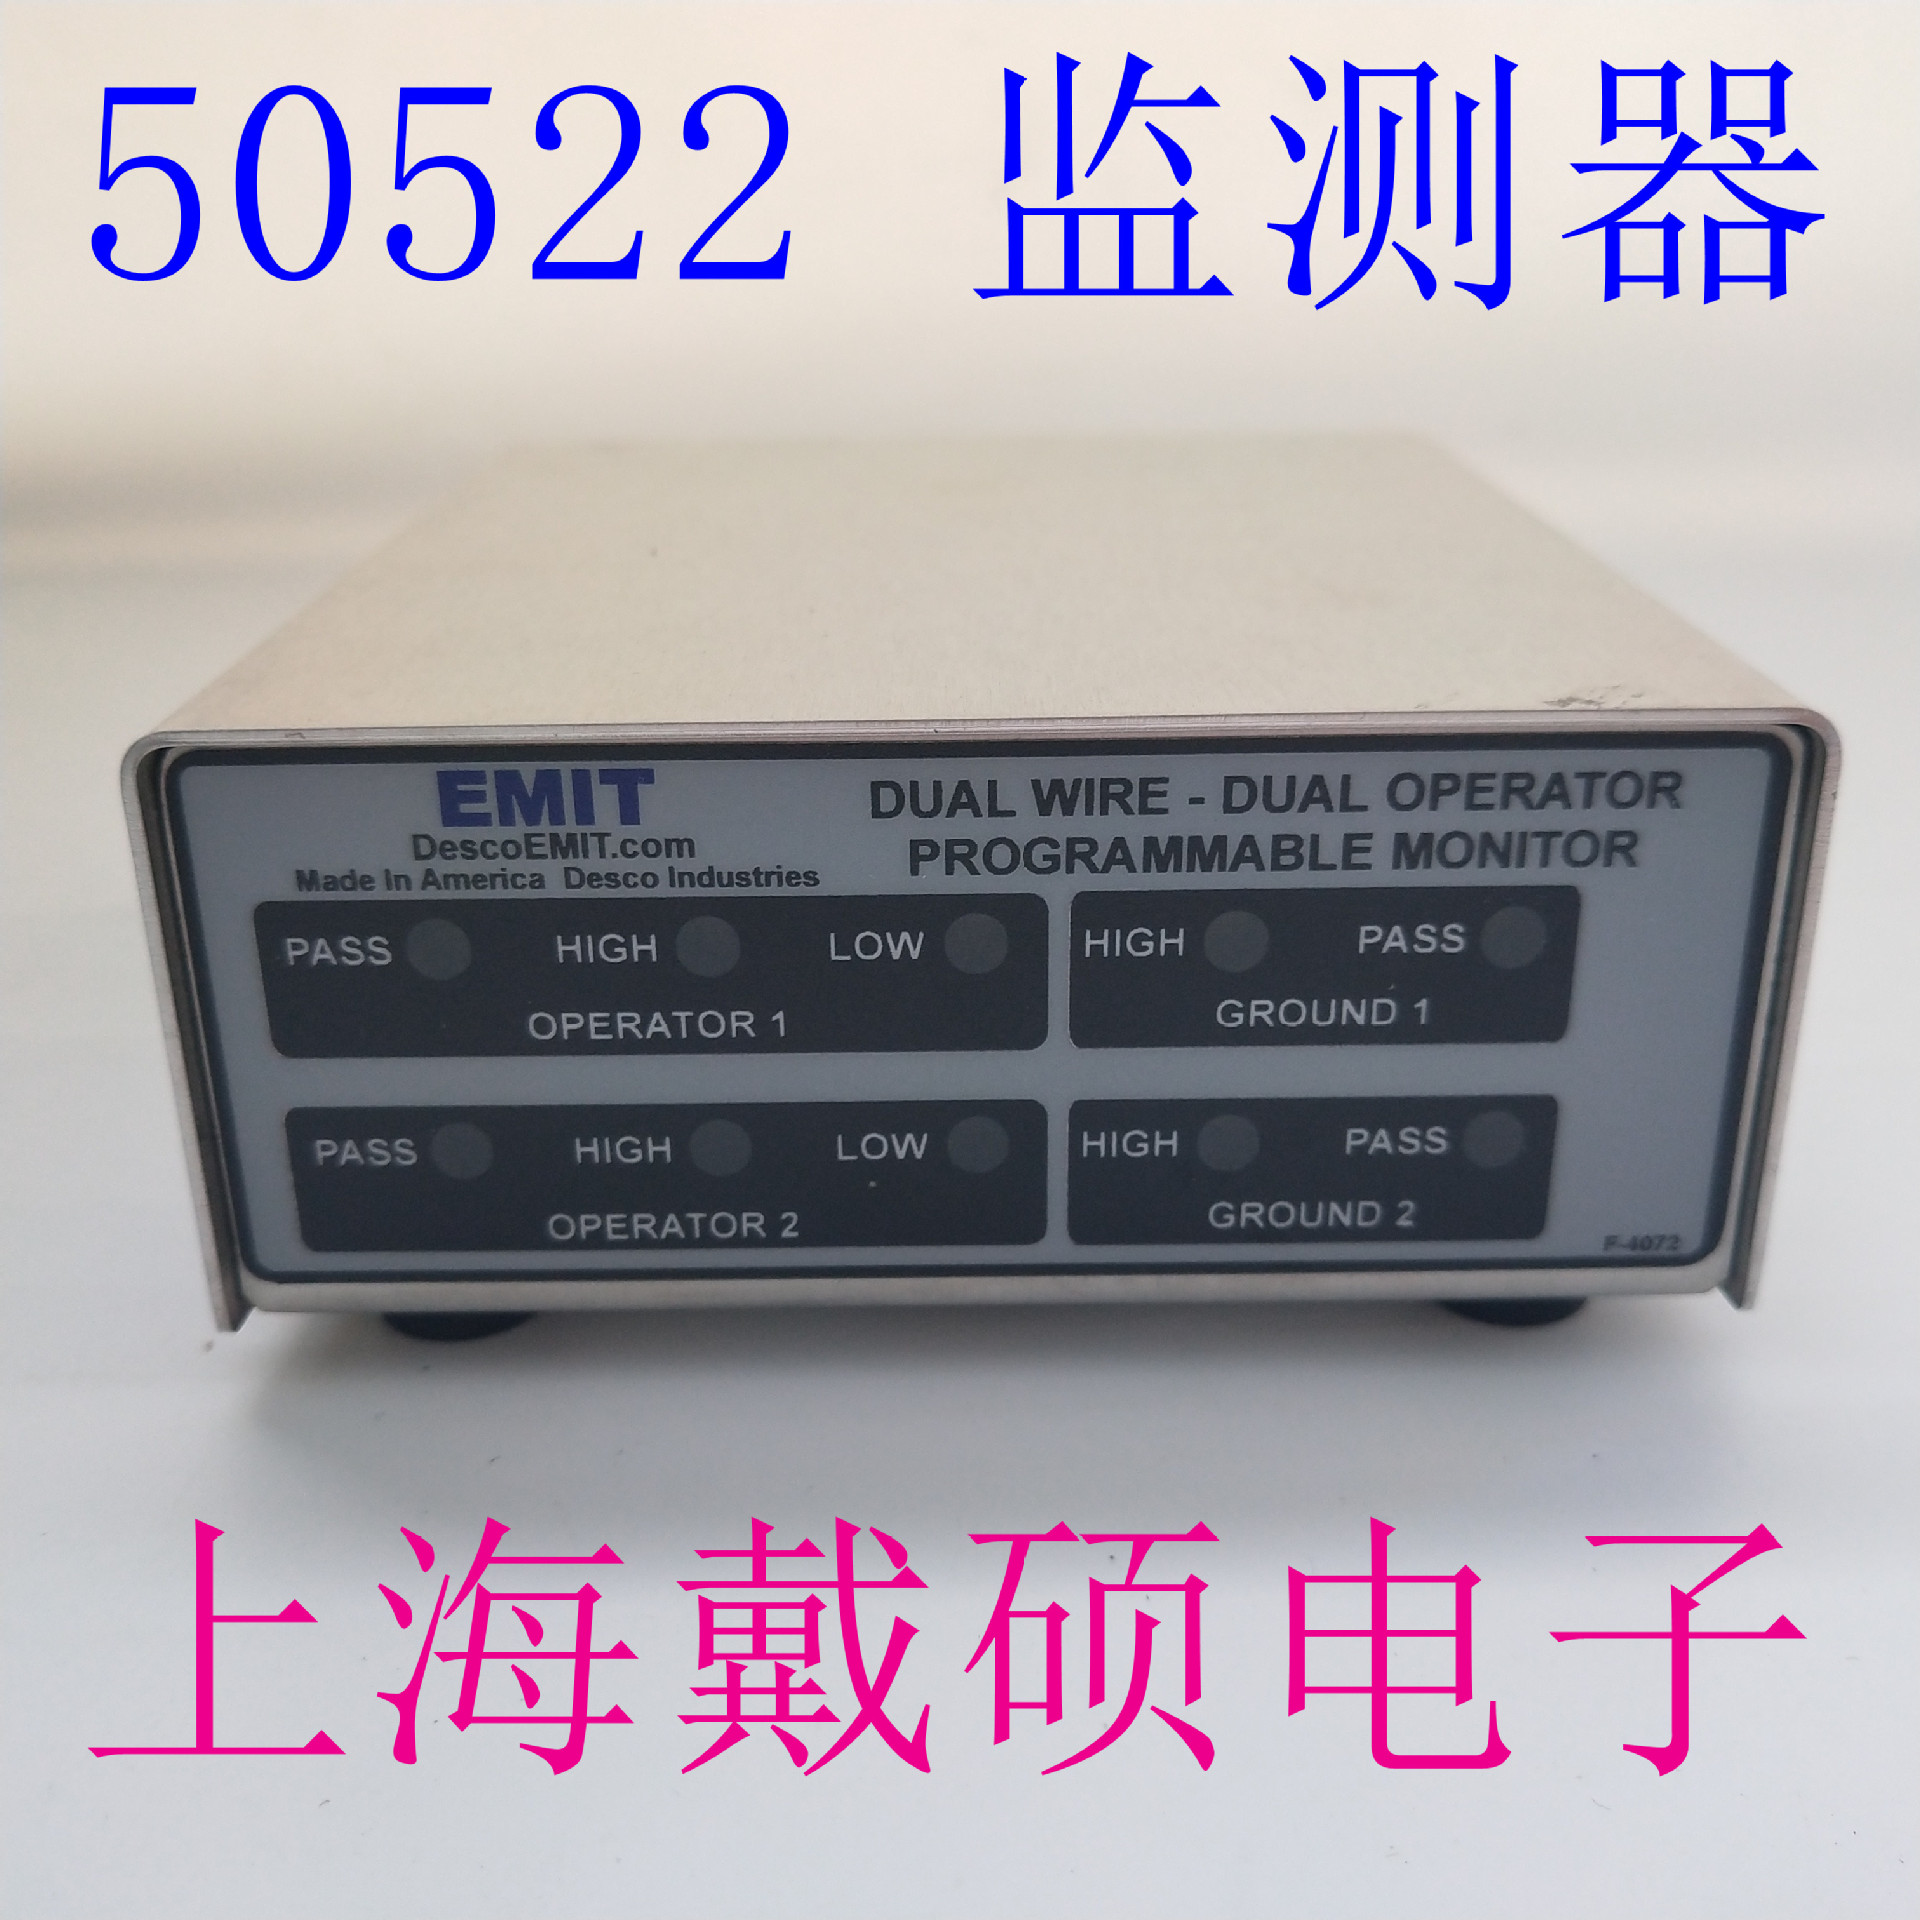 50522 监测器
EMIT
DescoEMIT.com
Made In America Desco Industries
DUAL WIRE - DUAL OPERATOR
PROGRAMMABLE MONITOR
PASS HIGH LOW
OPERATOR 1
HIGH PASS
GROUND 1
PASS HIGH LOW
OPERATOR 2
HIGH PASS
GROUND 2
F-4072
上海戴硕电子